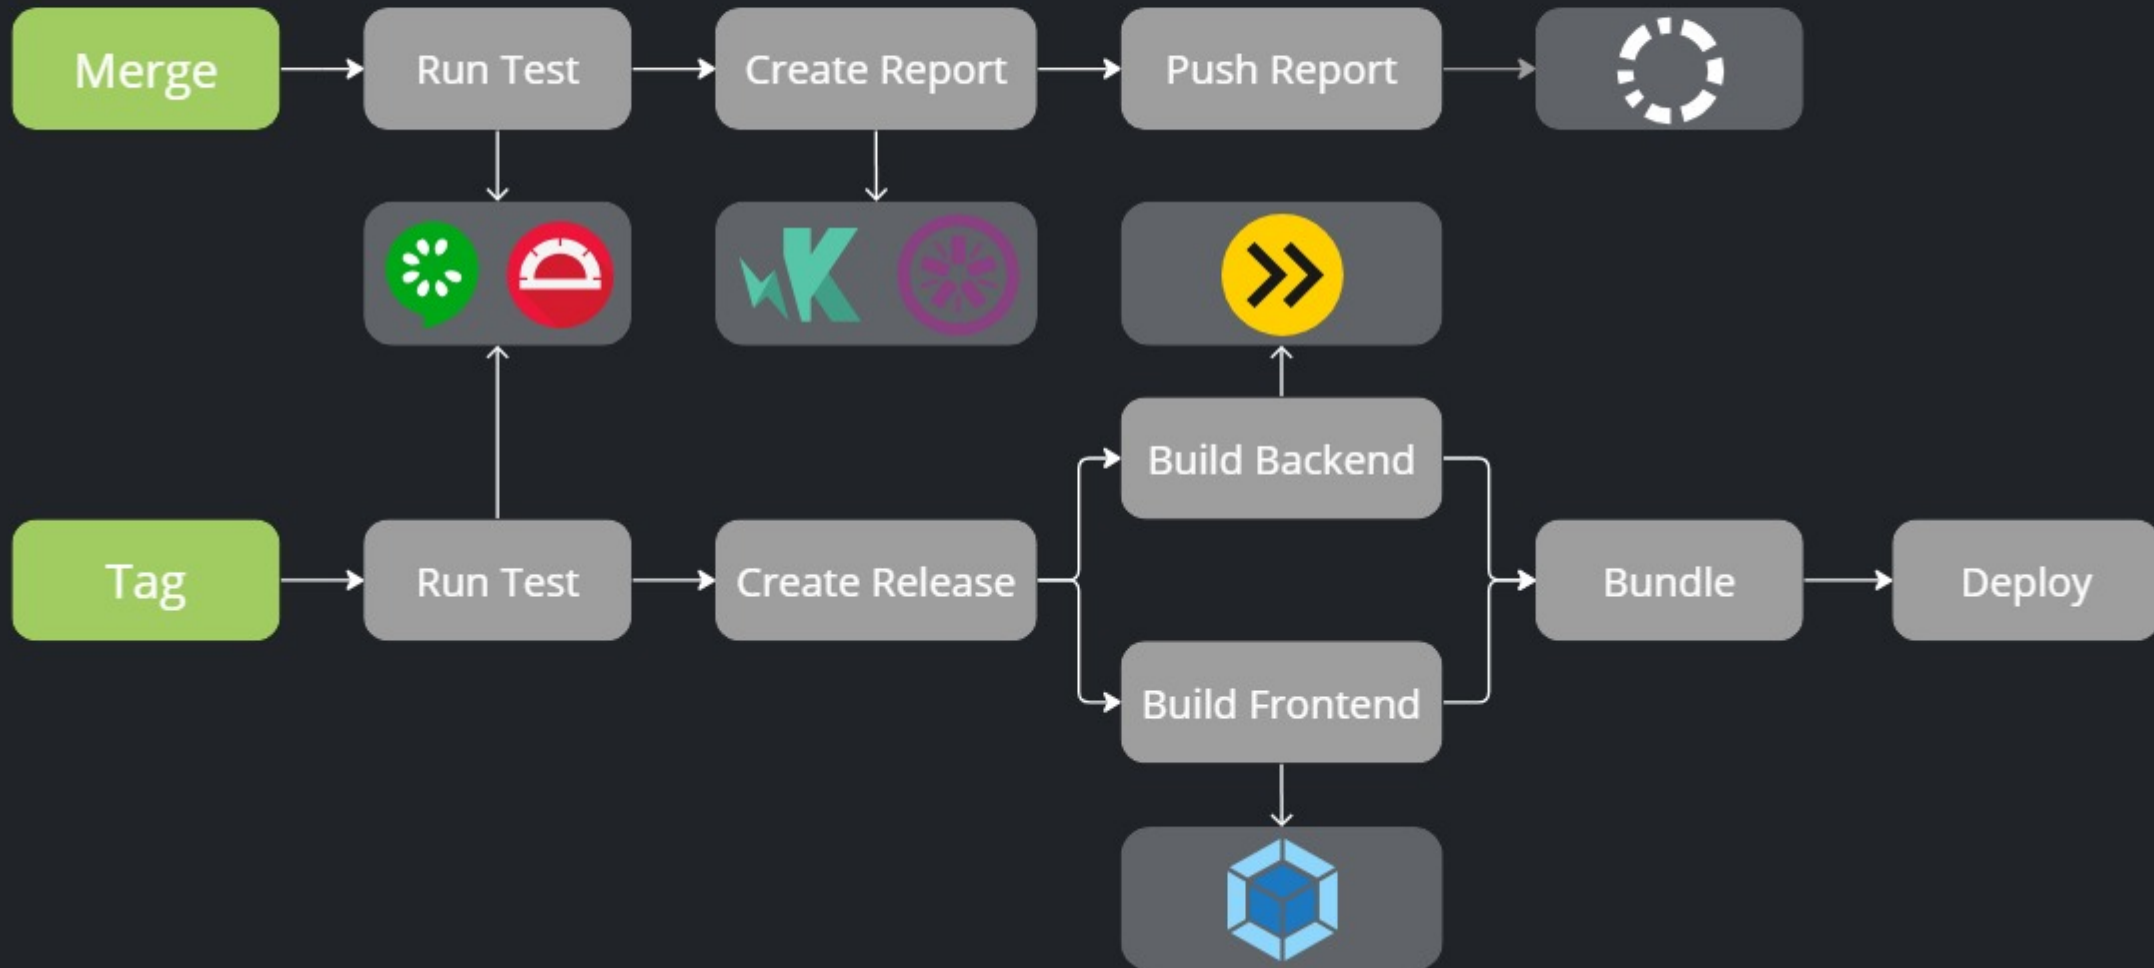 Merge
Run Test
Create Report
Push Report
Build Backend
Tag
Run Test
Create Release
Bundle
Deploy
Build Frontend